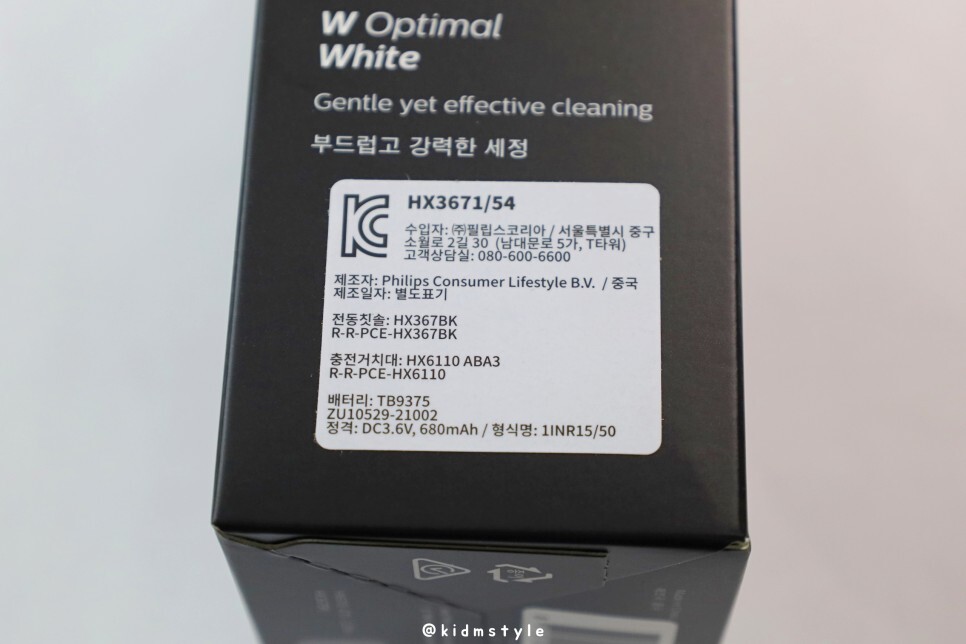 W Optimal
White
Gentle yet effective cleaning
부드럽고 강력한 세정
HX3671/54
수입자: ㈜필립스코리아 / 서울특별시 중구
소월로 2길 30 (남대문로 5가, T타워)
고객상담실: 080-600-6600
제조자: Philips Consumer Lifestyle B.V. / 중국
제조일자: 별도표기
전동칫솔: HX367BK
R-R-PCE-HX367BK
충전거치대: HX6110 ABA3
R-R-PCE-HX6110
배터리: TB9375
ZU10529-21002
정격: DC3.6V, 680mAh / 형식명: 1INR15/50
@kidmstyle